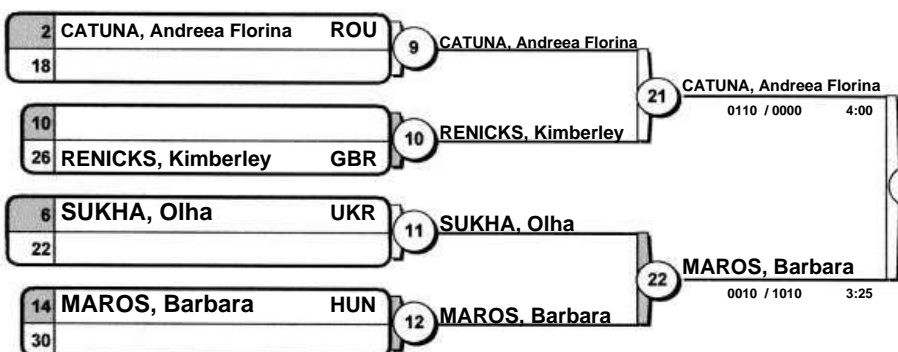 2 CATUNA, Andreea Florina ROU
18
9
CATUNA, Andreea Florina
10
26 RENICKS, Kimberley GBR
10
RENICKS, Kimberley
21
CATUNA, Andreea Florina
0110 / 0000 4:00
6 SUKHA, Olha UKR
22
11
SUKHA, Olha
14 MAROS, Barbara HUN
30
12
MAROS, Barbara
22
MAROS, Barbara
0010 / 1010 3:25